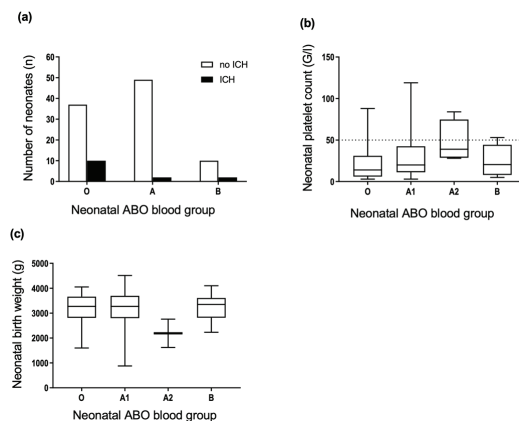 (a)
Number of neonates (n)
60
50
40
30
20
10
0
no ICH
ICH
O A B
Neonatal ABO blood group
(b)
Neonatal platelet count (G/l)
150
100
50
0
O A1 A2 B
Neonatal ABO blood group
(c)
Neonatal birth weight (g)
5000
4000
3000
2000
1000
0
O A1 A2 B
Neonatal ABO blood group